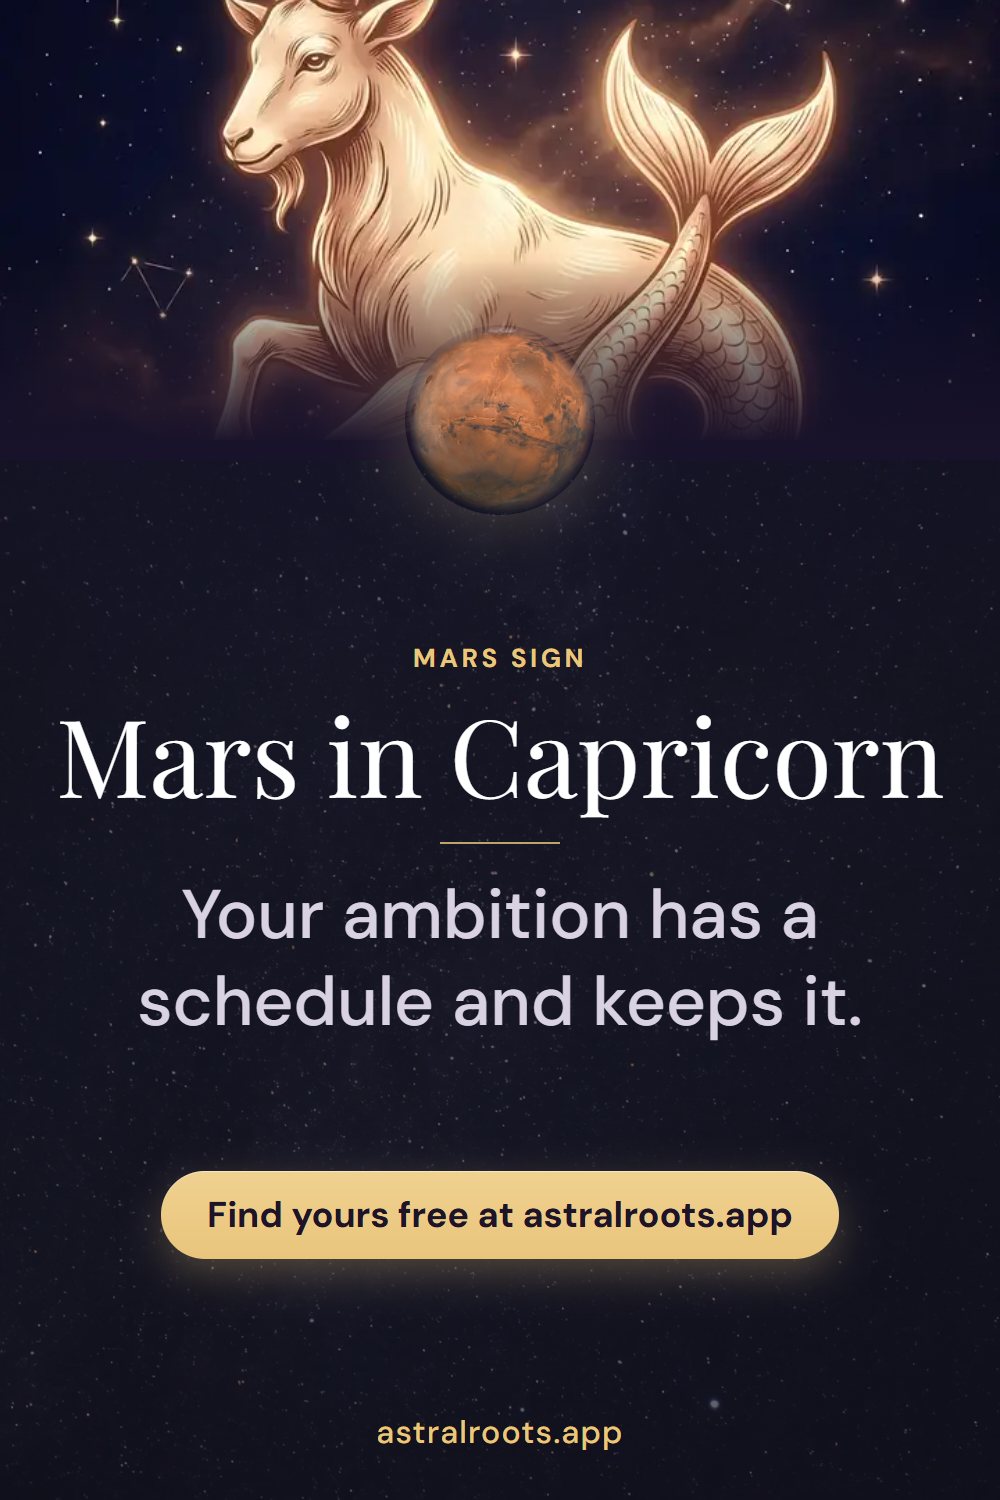 MARS SIGN
Mars in Capricorn
Your ambition has a
schedule and keeps it.
Find yours free at astralroots.app
astralroots.app